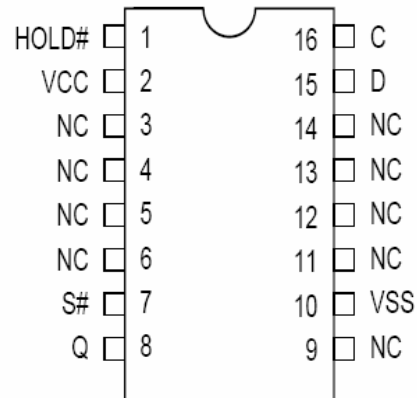 HOLD# 1 16 C
VCC 2 15 D
NC 3 14 NC
NC 4 13 NC
NC 5 12 NC
NC 6 11 NC
S# 7 10 VSS
Q 8 9 NC